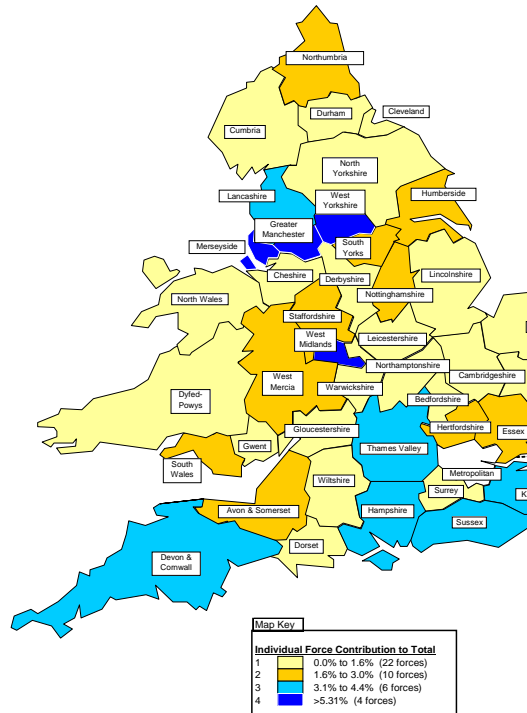 Northumbria
Durham
Cleveland
Cumbria
North
Yorkshire
Lancashire
West
Yorkshire
Humberside
Greater
Manchester
South
Yorks
Merseyside
Cheshire
Derbyshire
Lincolnshire
North Wales
Nottinghamshire
Staffordshire
West
Midlands
Leicestershire
West
Mercia
Northamptonshire
Cambridgeshire
Warwickshire
Dyfed-
Powys
Bedfordshire
Gloucestershire
Hertfordshire
Essex
Gwent
Thames Valley
South
Wales
Metropolitan
Wiltshire
Surrey
K
Avon & Somerset
Hampshire
Sussex
Dorset
Devon &
Cornwall
Map Key
Individual Force Contribution to Total
1 0.0% to 1.6% (22 forces)
2 1.6% to 3.0% (10 forces)
3 3.1% to 4.4% (6 forces)
4 >5.31% (4 forces)